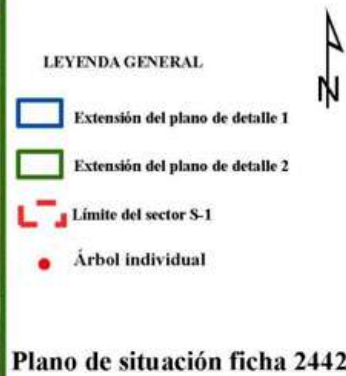 LEYENDA GENERAL
N
Extensión del plano de detalle 1
Extensión del plano de detalle 2
Límite del sector S-1
Árbol individual
Plano de situación ficha 2442